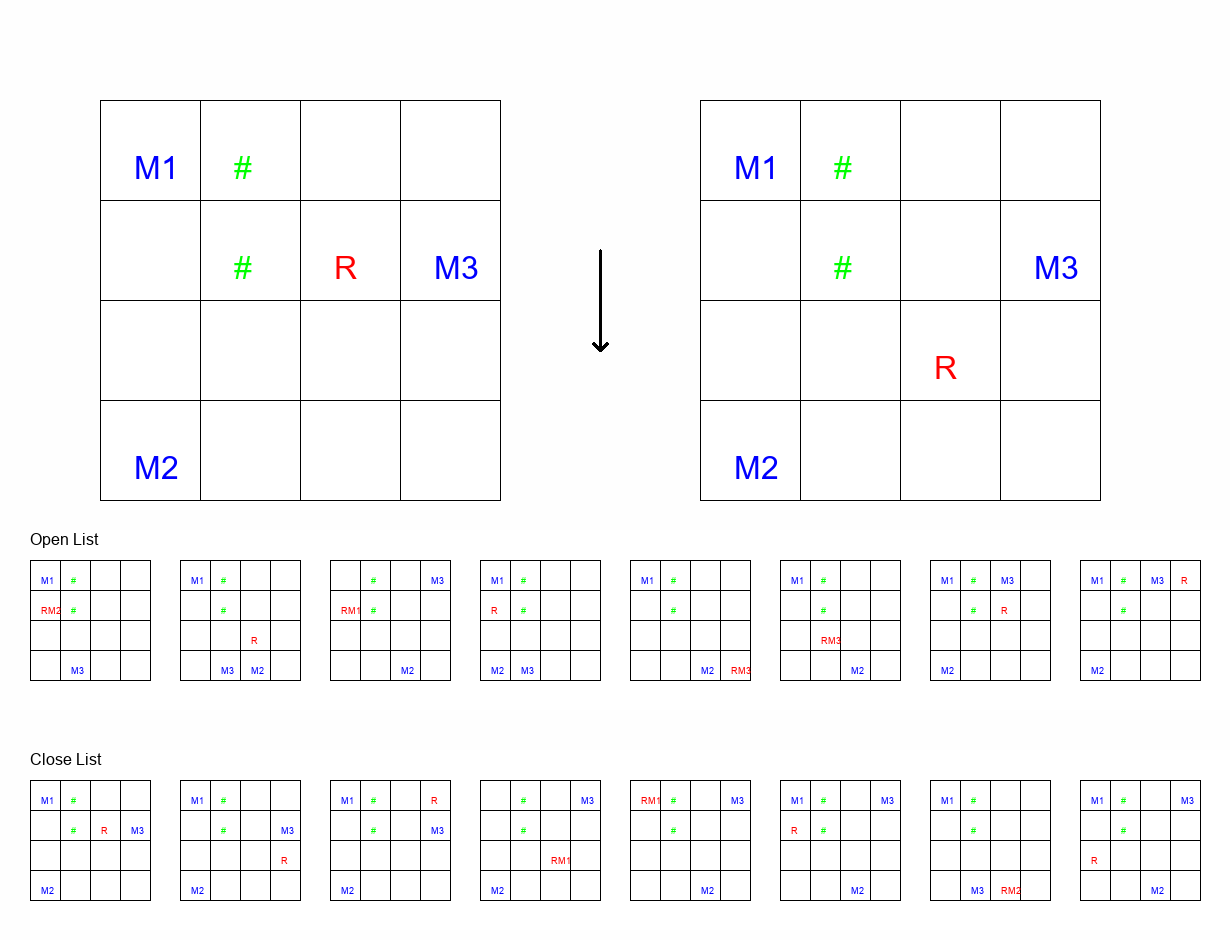 M1 # M1 #
# R M3 # M3
R
M2 M2
Open List
M1 # M1 # # M3 M1 # M1 # M1 # M1 # M3 M1 # M3 R
RM2 # # RM1 # R # # # # R #
R RM3
M3 M3 M2 M2 M2 M3 M2 RM3 M2 M2 M2
Close List
M1 # M1 # M1 # R # M3 RM1 # M3 M1 # M3 M1 # M1 # M3
# R M3 # M3 # M3 # # R # # #
R RM1 R
M2 M2 M2 M2 M2 M2 M3 RM2 M2